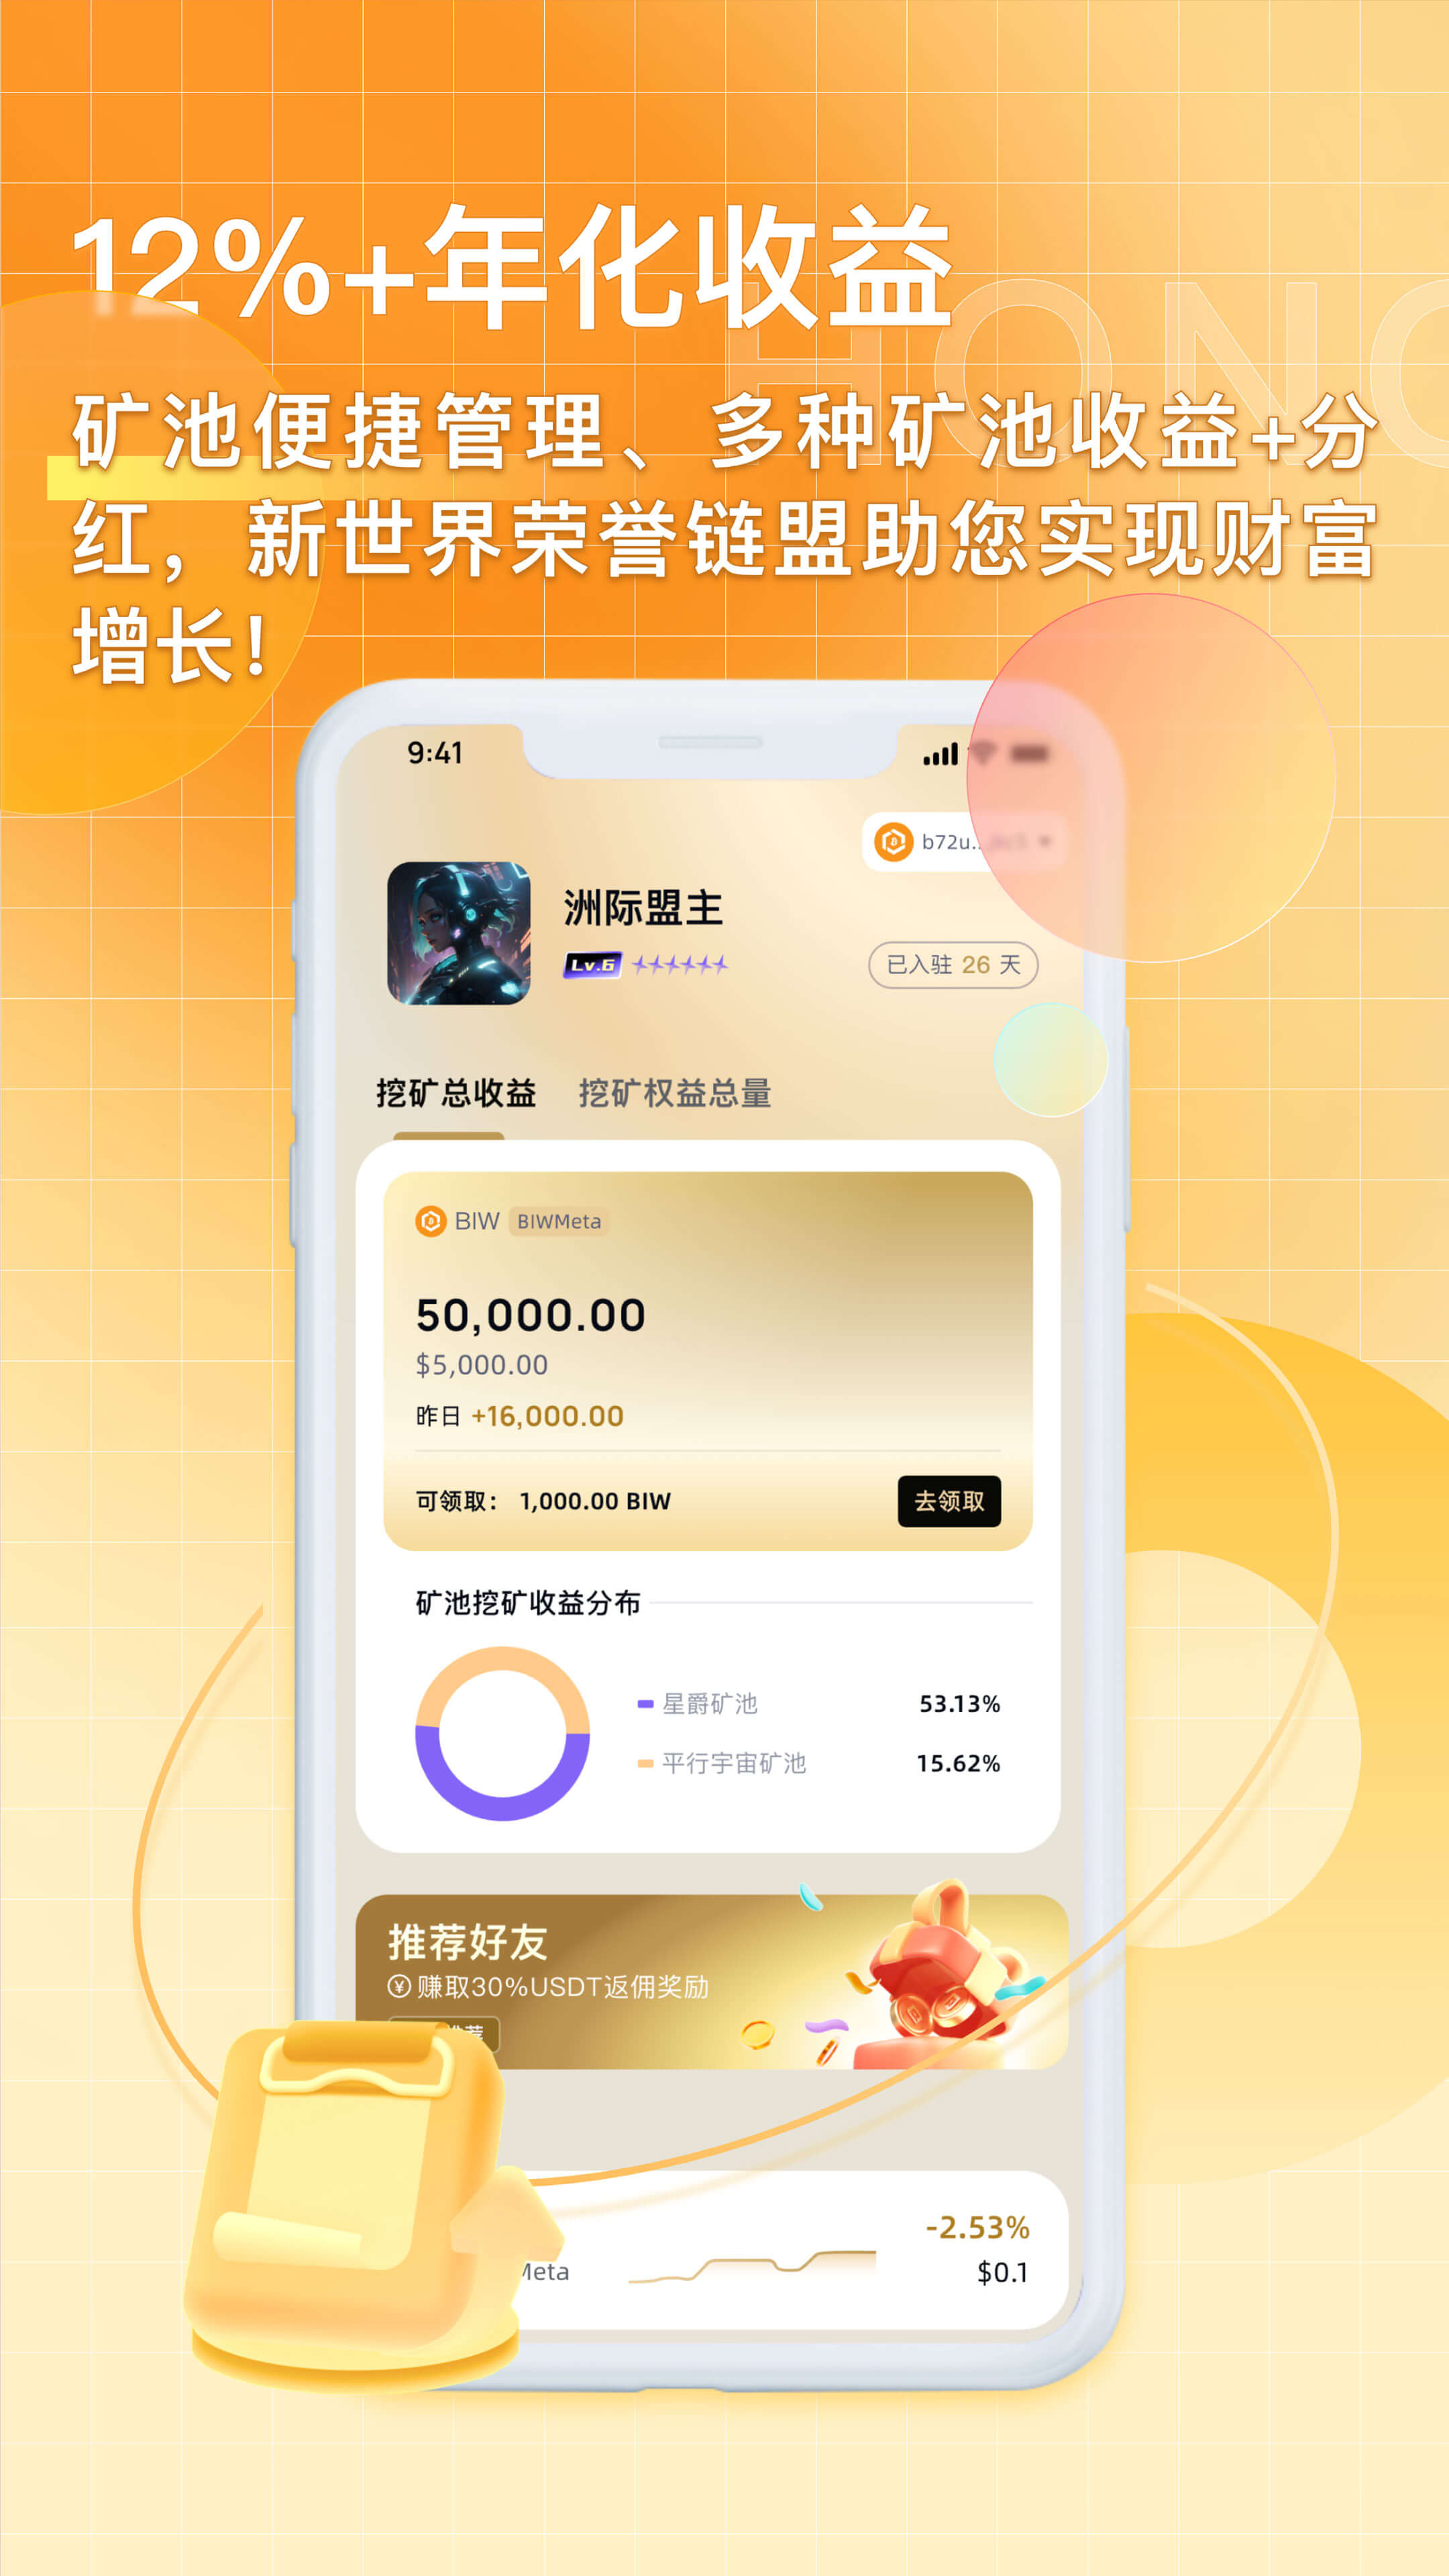 12%+年化收益
HONO
矿池便捷管理、多种矿池收益+分
红，新世界荣誉链盟助您实现财富
增长！
9:41
b72u..
洲际盟主
Lv.6
已入驻 26 天
挖矿总收益 挖矿权益总量
BIW BIWMeta
50,000.00
$5,000.00
昨日 +16,000.00
可领取： 1,000.00 BIW 去领取
矿池挖矿收益分布
星爵矿池 53.13%
平行宇宙矿池 15.62%
推荐好友
赚取30%USDT返佣奖励
推荐
-2.53%
Meta
$0.1